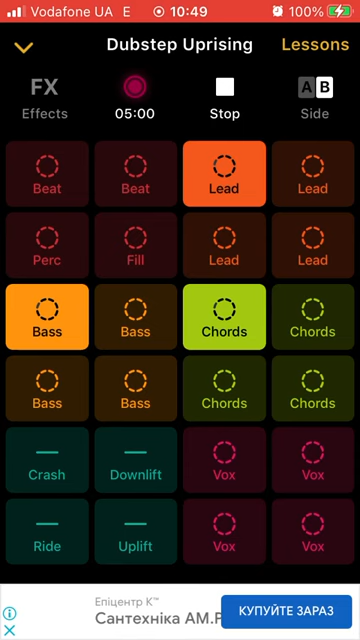 Vodafone UA E 10:49 100%
Dubstep Uprising Lessons
FX A B
Effects 05:00 Stop Side
Beat Beat Lead Lead
Perc Fill Lead Lead
Bass Bass Chords Chords
Bass Bass Chords Chords
Crash Downlift Vox Vox
Ride Uplift Vox Vox
Епіцентр К™
Сантехніка AM.P
КУПУЙТЕ ЗАРАЗ